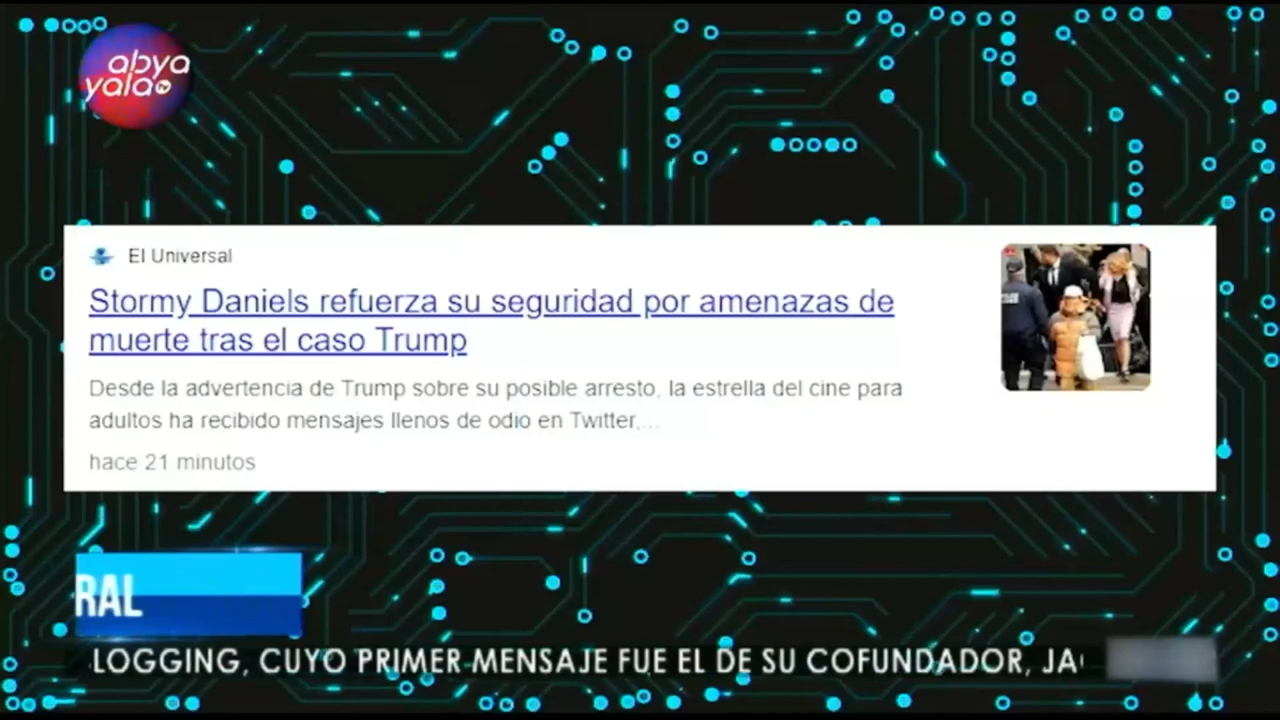 abya
yala tv
El Universal
Stormy Daniels refuerza su seguridad por amenazas de
muerte tras el caso Trump
Desde la advertencia de Trump sobre su posible arresto, la estrella del cine para
adultos ha recibido mensajes llenos de odio en Twitter,...
hace 21 minutos
RAL
LOGGING, CUYO PRIMER MENSAJE FUE EL DE SU COFUNDADOR, JA